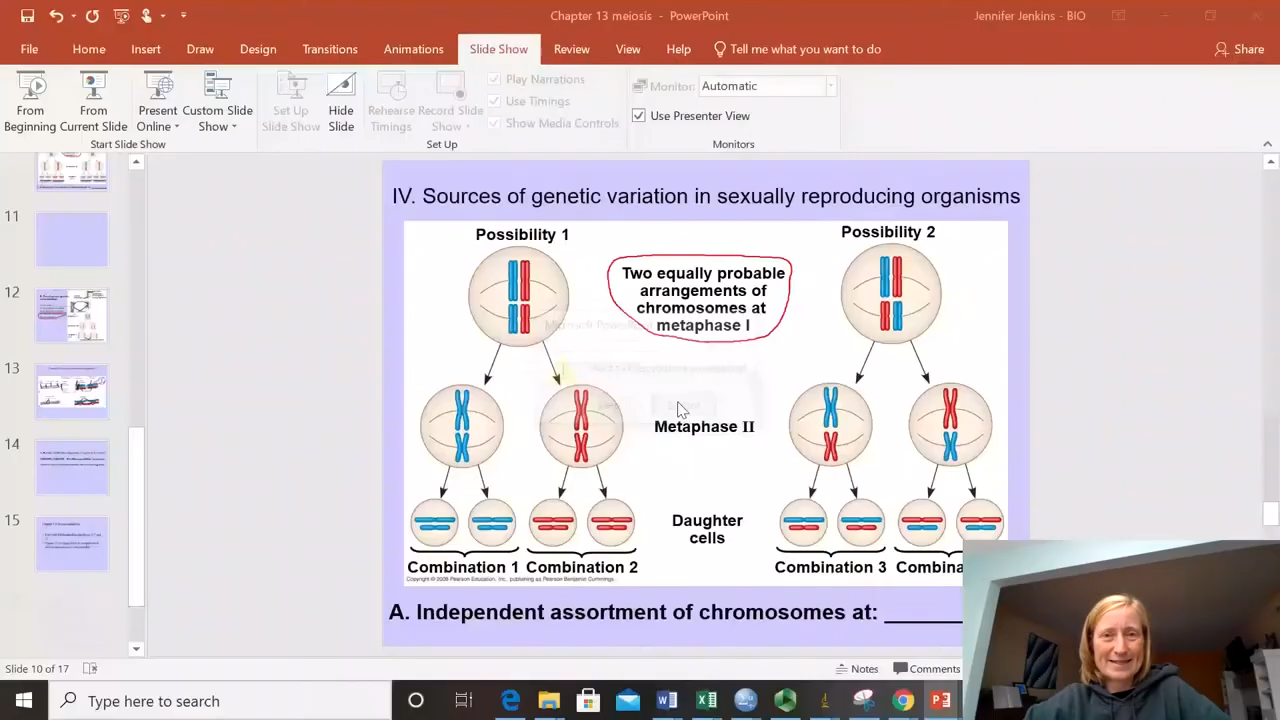 Chapter 13 meiosis - PowerPoint
Jennifer Jenkins - BIO
File Home Insert Draw Design Transitions Animations Slide Show Review View Help Tell me what you want to do Share
From Beginning
From Current Slide
Present Online
Custom Slide Show
Set Up Slide Show
Hide Slide
Rehearse Timings
Record Slide Show
Play Narrations
Use Timings
Show Media Controls
Monitor: Automatic
Use Presenter View
Start Slide Show
Set Up
Monitors
11
12
13
14
15
IV. Sources of genetic variation in sexually reproducing organisms
Possibility 1
Possibility 2
Two equally probable
arrangements of
chromosomes at
metaphase I
Metaphase II
Daughter
cells
Combination 1 Combination 2
Combination 3 Combina
Copyright © 2008 Pearson Education, Inc., publishing as Pearson Benjamin Cummings.
A. Independent assortment of chromosomes at: ______
Slide 10 of 17
Notes
Comments
Type here to search